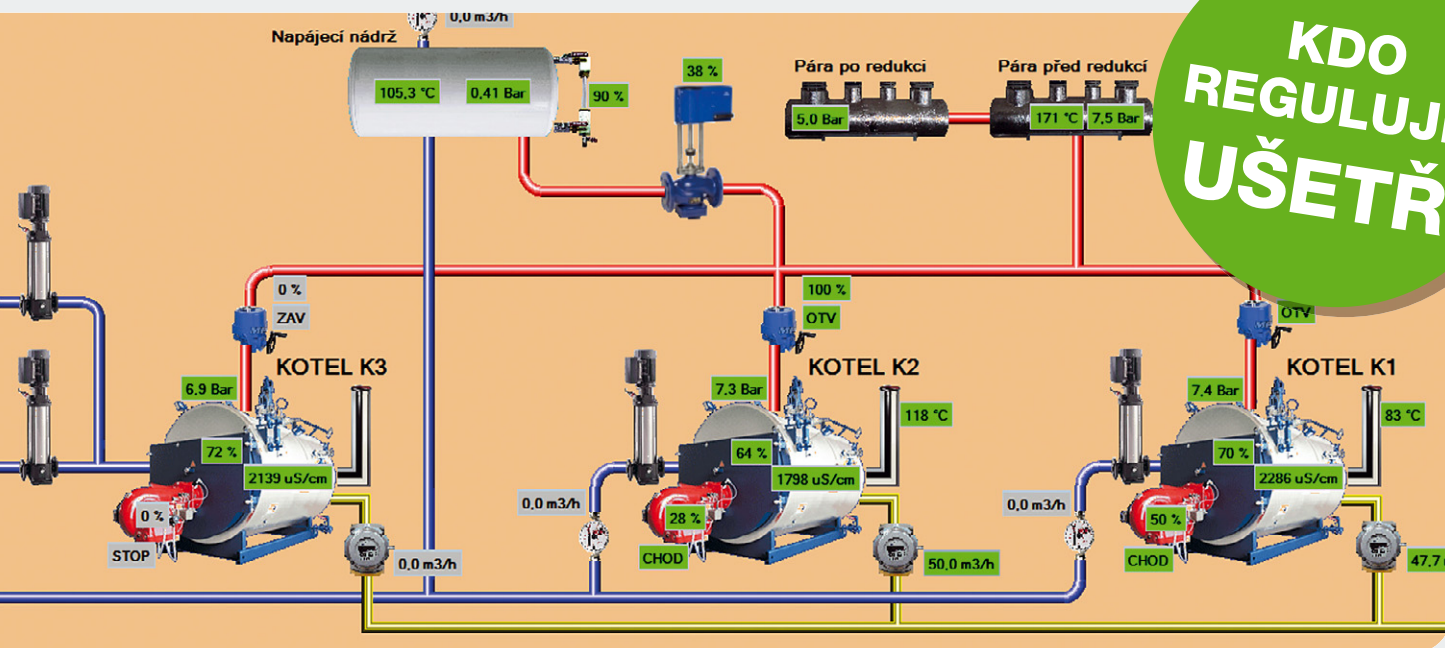 0,0 m3/h
Napájecí nádrž
105,3 °C
0,41 Bar
90 %
38 %
Pára po redukci
5,0 Bar
Pára před redukcí
171 °C
7,5 Bar
KDO
REGULUJE
UŠETŘ
0 %
ZAV
100 %
OTV
OTV
KOTEL K3
KOTEL K2
KOTEL K1
6,9 Bar
7,3 Bar
7,4 Bar
118 °C
83 °C
72 %
64 %
70 %
2139 uS/cm
1798 uS/cm
2286 uS/cm
0,0 m3/h
0,0 m3/h
0 %
28 %
50 %
STOP
CHOD
CHOD
0,0 m3/h
50,0 m3/h
47,7